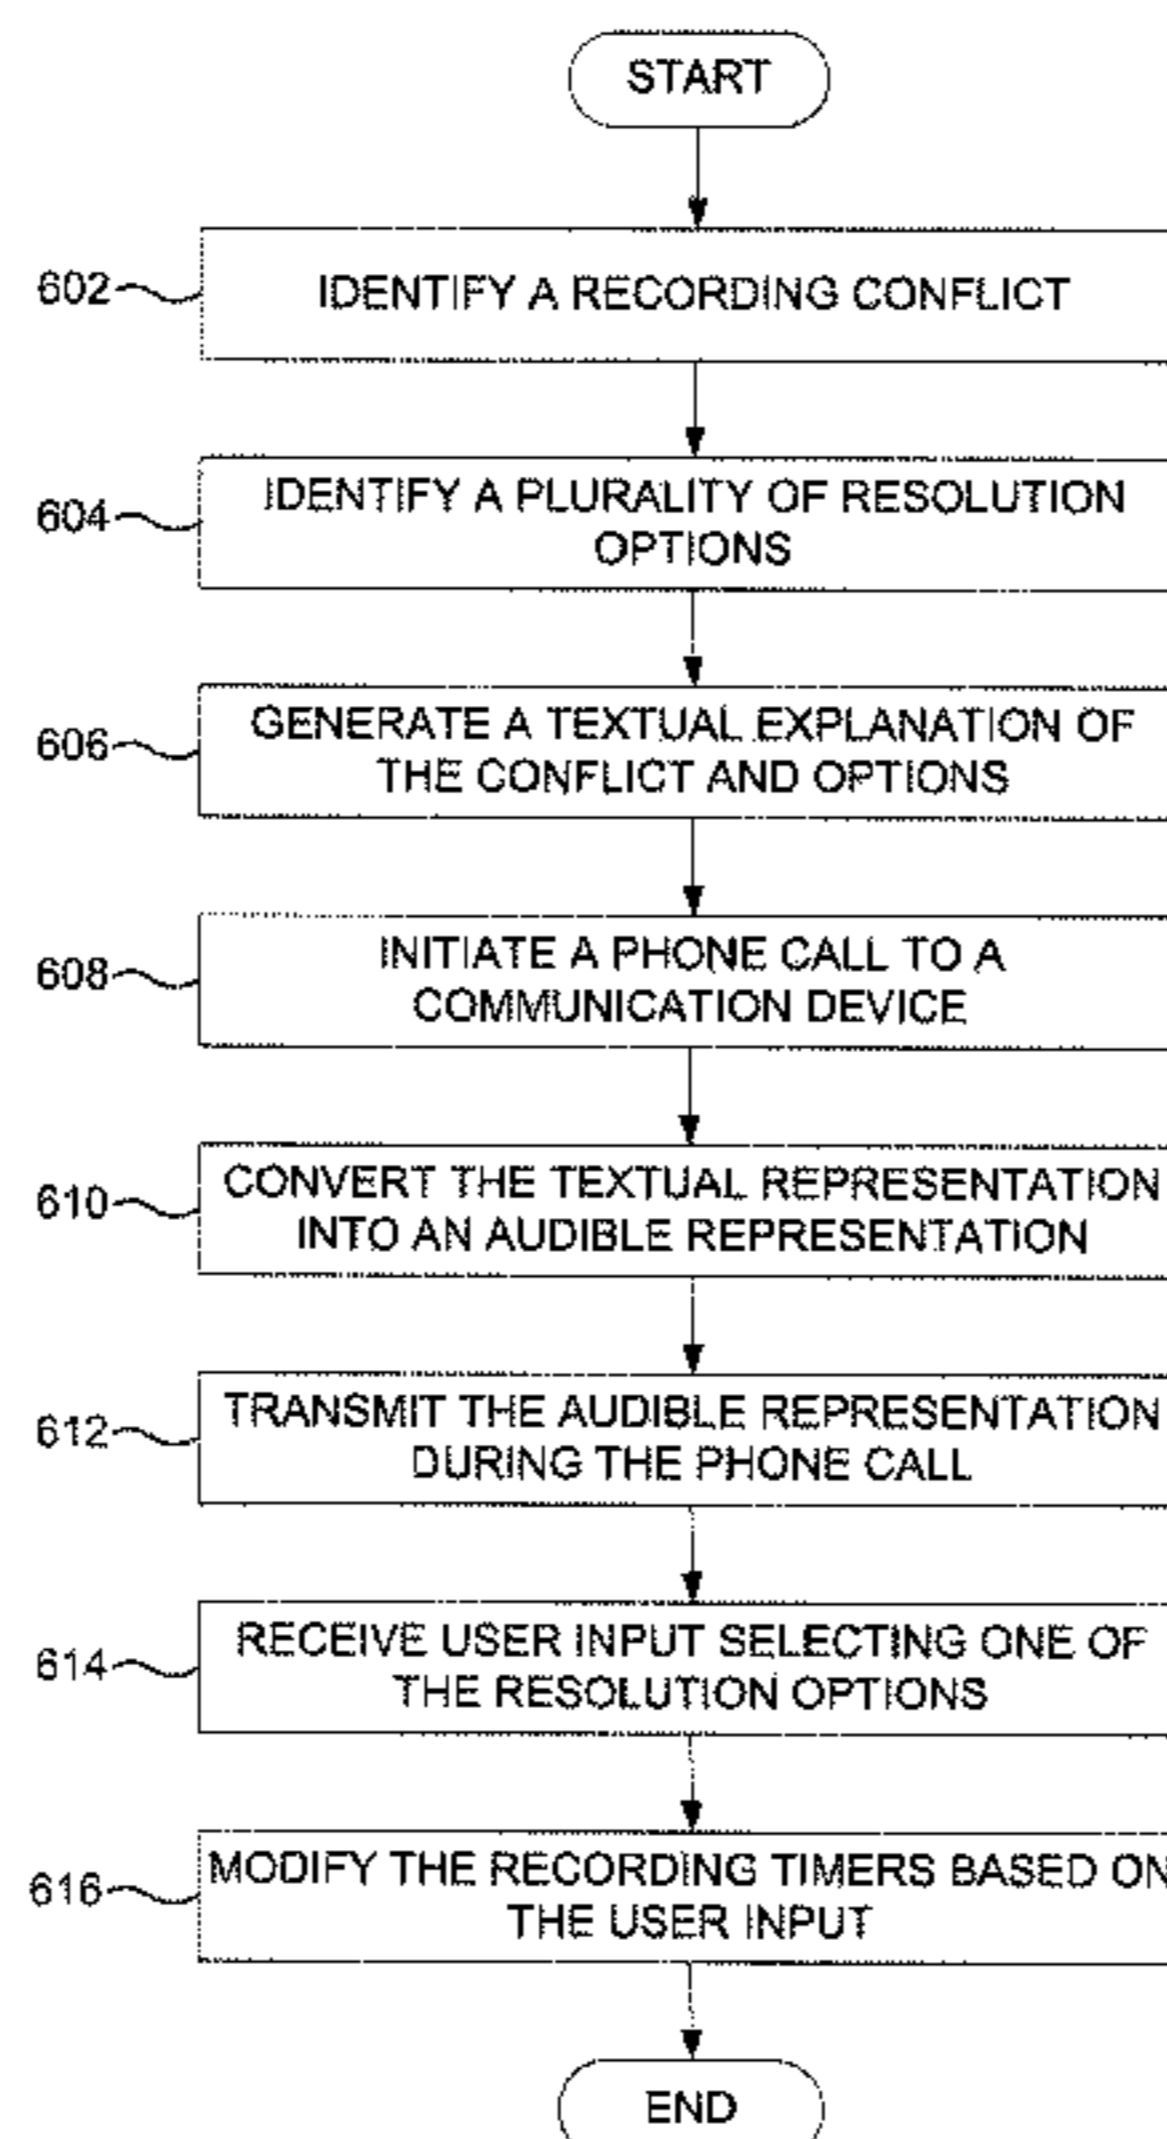 START
602
IDENTIFY A RECORDING CONFLICT
604
IDENTIFY A PLURALITY OF RESOLUTION
OPTIONS
606
GENERATE A TEXTUAL EXPLANATION OF
THE CONFLICT AND OPTIONS
608
INITIATE A PHONE CALL TO A
COMMUNICATION DEVICE
610
CONVERT THE TEXTUAL REPRESENTATION
INTO AN AUDIBLE REPRESENTATION
612
TRANSMIT THE AUDIBLE REPRESENTATION
DURING THE PHONE CALL
614
RECEIVE USER INPUT SELECTING ONE OF
THE RESOLUTION OPTIONS
616
MODIFY THE RECORDING TIMERS BASED ON
THE USER INPUT
END